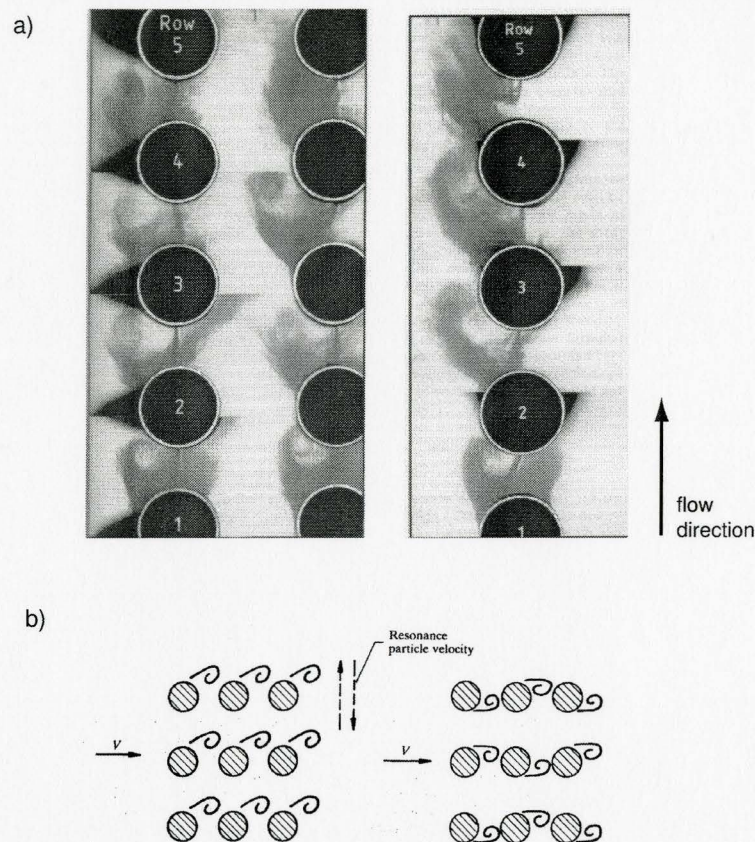 a)
Row
5
4
3
2
1
Row
5
4
3
2
1
flow
direction
b)
Resonance
particle velocity
V
V